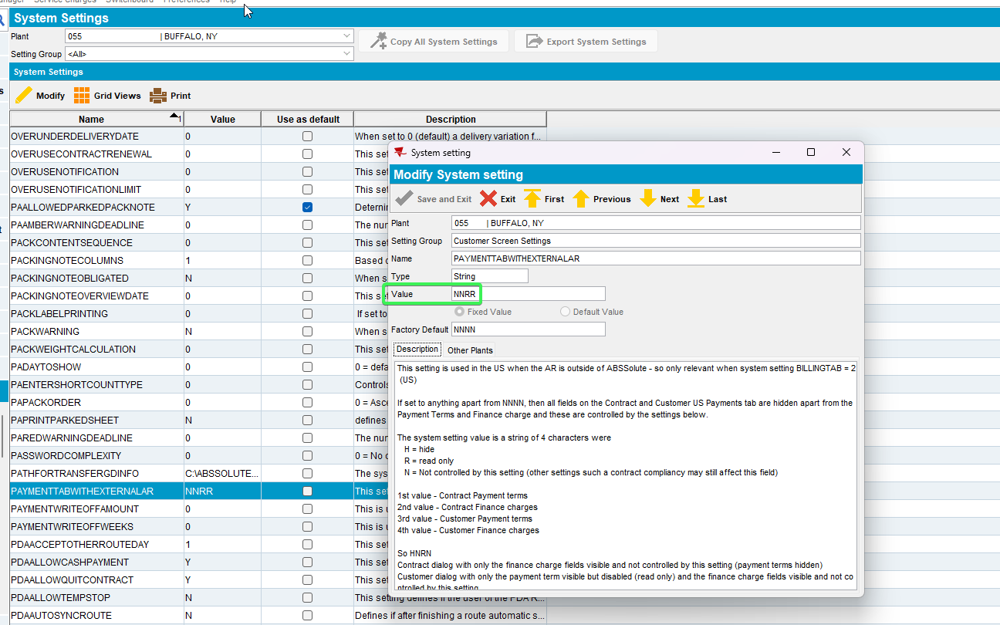 Service Charges Switchboard Preferences Help
System Settings
Plant 055 | BUFFALO, NY
Copy All System Settings Export System Settings
Setting Group <All>
System Settings
Modify Grid Views Print
Name 1 Value Use as default Description
OVERUNDERDELIVERYDATE 0 When set to 0 (default) a delivery variation f...
OVERUSECONTRACTRENEWAL 0 This set
OVERUSENOTIFICATION 0 This set
OVERUSENOTIFICATIONLIMIT 0 This set
PAALLOWEDPARKEDPACKNOTE Y
PAAMBERWARNINGDEADLINE 0 The num
PACKCONTENTSEQUENCE 0 This set
PACKINGNOTECOLUMNS 1 Based
PACKINGNOTEOBLIGATED N When s
PACKINGNOTEOVERVIEWDATE 0 This se
PACKLABELPRINTING 0 If set to
PACKWARNING N When s
PACKWEIGHTCALCULATION 0 This set
PADAYTOSHOW 0 0 = defa
PAENTERSHORTCOUNTTYPE 0 Controls
PAPACKORDER 0 0 = Asce
PAPRINTPARKEDSHEET N defines
PAREDWARNINGDEADLINE 0 The num
PASSWORDCOMPLEXITY 0 0 = No
PATHFORTRANSFERGDINFO C:\ABSSOLUTE... The sys
PAYMENTTABWITHEXTERNALAR NNRR This set
PAYMENTWRITEOFFAMOUNT 0 This is
PAYMENTWRITEOFFWEEKS 0 This is
PDAACCEPTOTHERROUTEDAY 1 This set
PDAALLOWCASHPAYMENT Y This set
PDAALLOWQUITCONTRACT Y This set
PDAALLOWTEMPSTOP N This setting defines if the user of the PDA R...
PDAAUTOSYNCROUTE N Defines if after finishing a route automatic s...
System setting
Modify System setting
Save and Exit Exit First Previous Next Last
Plant 055 | BUFFALO, NY
Setting Group Customer Screen Settings
Name PAYMENTTABWITHEXTERNALAR
Type String
Value NNRR
Fixed Value Default Value
Factory Default NNNN
Description Other Plants
This setting is used in the US when the AR is outside of ABSSolute - so only relevant when system setting BILLINGTAB = 2
(US)
If set to anything apart from NNNN, then all fields on the Contract and Customer US Payments tab are hidden apart from the
Payment Terms and Finance charge and these are controlled by the settings below.
The system setting value is a string of 4 characters were
H = hide
R = read only
N = Not controlled by this setting (other settings such a contract compliancy may still affect this field)
1st value - Contract Payment terms
2nd value - Contract Finance charges
3rd value - Customer Payment terms
4th value - Customer Finance charges
So HNRN
Contract dialog with only the finance charge fields visible and not controlled by this setting (payment terms hidden)
Customer dialog with only the payment term visible but disabled (read only) and the finance charge fields visible and not co
ntrolled by this setting